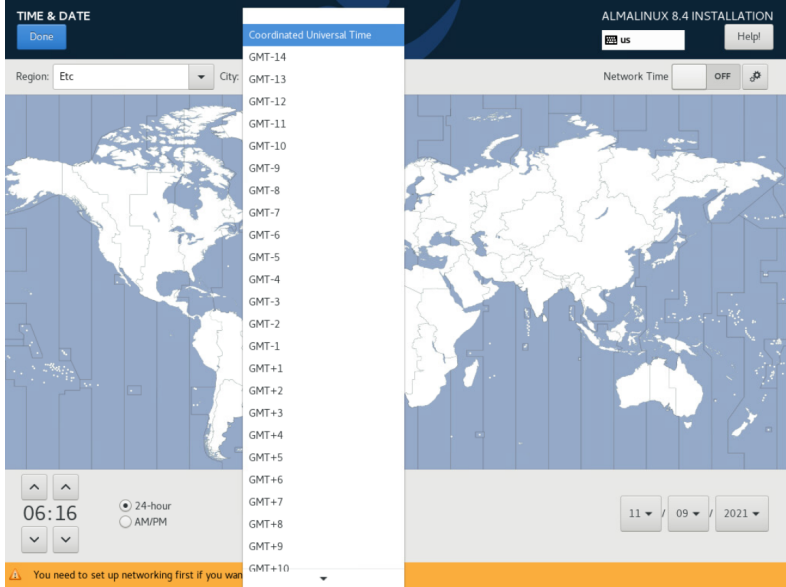 TIME & DATE
Done
ALMALINUX 8.4 INSTALLATION
us
Help!
Region:
Etc
City:
Network Time
OFF
Coordinated Universal Time
GMT-14
GMT-13
GMT-12
GMT-11
GMT-10
GMT-9
GMT-8
GMT-7
GMT-6
GMT-5
GMT-4
GMT-3
GMT-2
GMT-1
GMT+1
GMT+2
GMT+3
GMT+4
GMT+5
GMT+6
GMT+7
GMT+8
GMT+9
GMT+10
06:16
24-hour
AM/PM
11 / 09 / 2021
You need to set up networking first if you wan